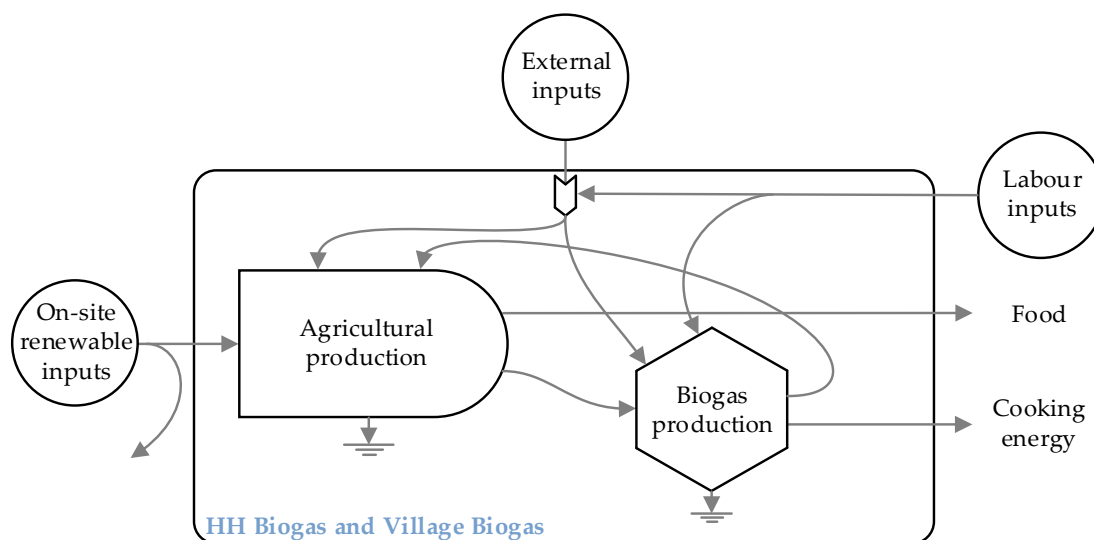 External
inputs
Labour
inputs
On-site
renewable
inputs
Agricultural
production
Food
Biogas
production
Cooking
energy
HH Biogas and Village Biogas